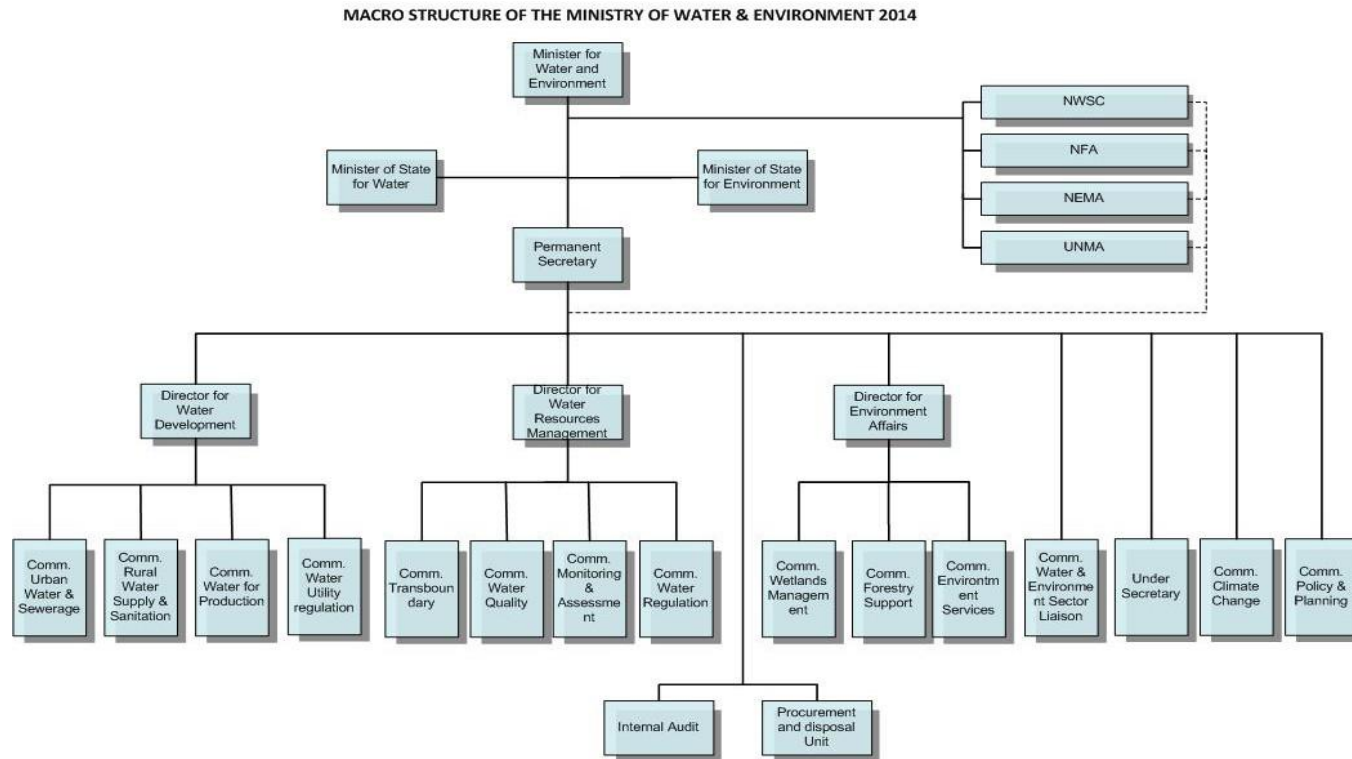 MACRO STRUCTURE OF THE MINISTRY OF WATER & ENVIRONMENT 2014
Minister for
Water and
Environment
NWSC
NFA
NEMA
UNMA
Minister of State
for Water
Minister of State
for Environment
Permanent
Secretary
Director for
Water
Development
Director for
Water
Resources
Management
Director for
Environment
Affairs
Comm.
Urban
Water &
Sewerage
Comm.
Rural
Water
Supply &
Sanitation
Comm.
Water for
Production
Comm.
Water
Utility
regulation
Comm.
Transboun
dary
Comm.
Water
Quality
Comm.
Monitoring
&
Assessme
nt
Comm.
Water
Regulation
Comm.
Wetlands
Manage
ment
Comm.
Forestry
Support
Comm.
Environtm
ent
Services
Comm.
Water &
Environme
nt Sector
Liaison
Under
Secretary
Comm.
Climate
Change
Comm.
Policy &
Planning
Internal Audit
Procurement
and disposal
Unit